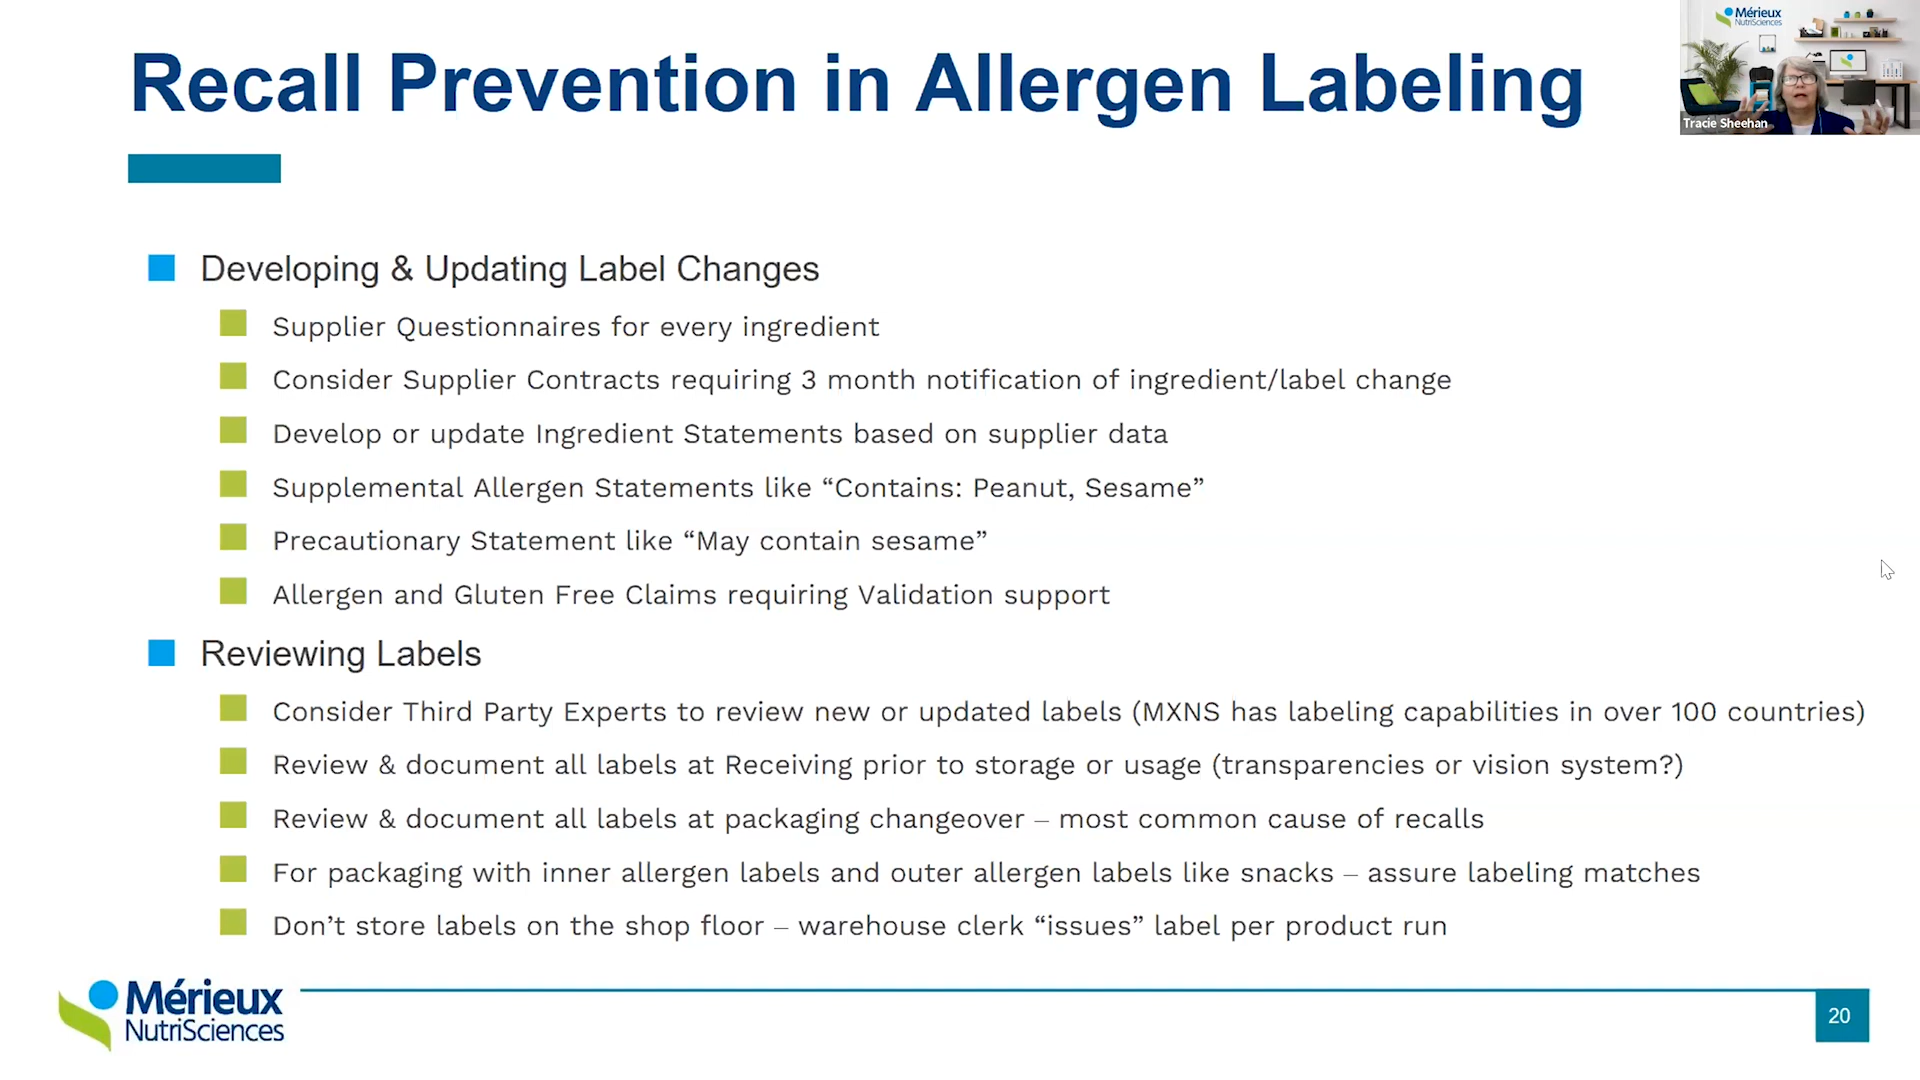 Recall Prevention in Allergen Labeling
Mérieux
NutriSciences
Tracie Sheehan
Developing & Updating Label Changes
Supplier Questionnaires for every ingredient
Consider Supplier Contracts requiring 3 month notification of ingredient/label change
Develop or update Ingredient Statements based on supplier data
Supplemental Allergen Statements like “Contains: Peanut, Sesame”
Precautionary Statement like “May contain sesame”
Allergen and Gluten Free Claims requiring Validation support
Reviewing Labels
Consider Third Party Experts to review new or updated labels (MXNS has labeling capabilities in over 100 countries)
Review & document all labels at Receiving prior to storage or usage (transparencies or vision system?)
Review & document all labels at packaging changeover – most common cause of recalls
For packaging with inner allergen labels and outer allergen labels like snacks – assure labeling matches
Don’t store labels on the shop floor – warehouse clerk “issues” label per product run
Mérieux
NutriSciences
20